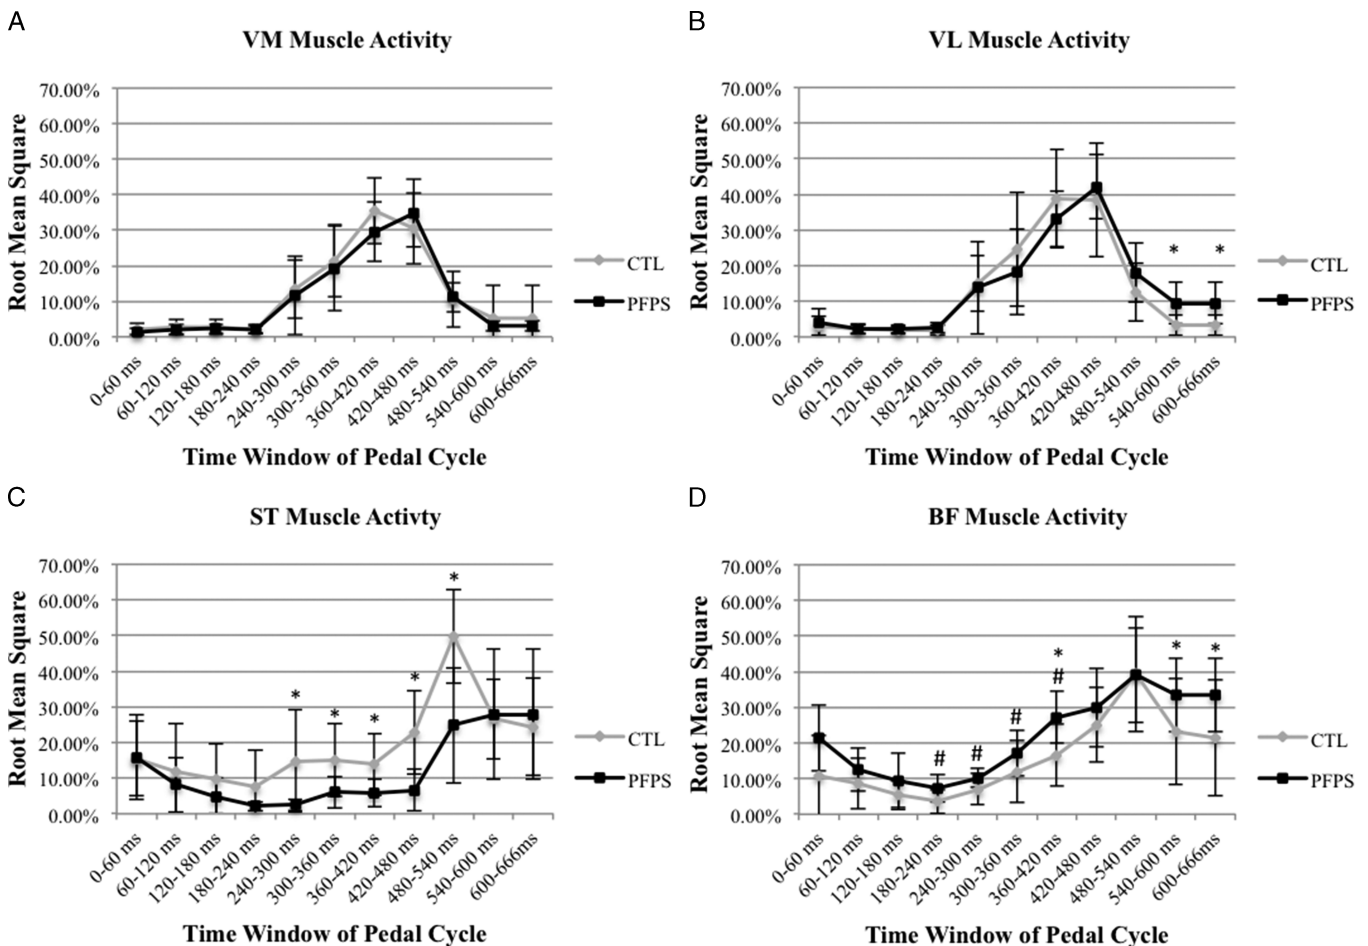 A
VM Muscle Activity
Root Mean Square
70.00%
60.00%
50.00%
40.00%
30.00%
20.00%
10.00%
0.00%
0-60 ms
60-120 ms
120-180 ms
180-240 ms
240-300 ms
300-360 ms
360-420 ms
420-480 ms
480-540 ms
540-600 ms
600-666ms
Time Window of Pedal Cycle
CTL
PFPS
B
VL Muscle Activity
Root Mean Square
70.00%
60.00%
50.00%
40.00%
30.00%
20.00%
10.00%
0.00%
* *
0-60 ms
60-120 ms
120-180 ms
180-240 ms
240-300 ms
300-360 ms
360-420 ms
420-480 ms
480-540 ms
540-600 ms
600-666ms
Time Window of Pedal Cycle
CTL
PFPS
C
ST Muscle Activty
Root Mean Square
70.00%
60.00%
50.00%
40.00%
30.00%
20.00%
10.00%
0.00%
* * * * *
0-60 ms
60-120 ms
120-180 ms
180-240 ms
240-300 ms
300-360 ms
360-420 ms
420-480 ms
480-540 ms
540-600 ms
600-666ms
Time Window of Pedal Cycle
CTL
PFPS
D
BF Muscle Activity
Root Mean Square
70.00%
60.00%
50.00%
40.00%
30.00%
20.00%
10.00%
0.00%
* * *
# # # #
0-60 ms
60-120 ms
120-180 ms
180-240 ms
240-300 ms
300-360 ms
360-420 ms
420-480 ms
480-540 ms
540-600 ms
600-666ms
Time Window of Pedal Cycle
CTL
PFPS